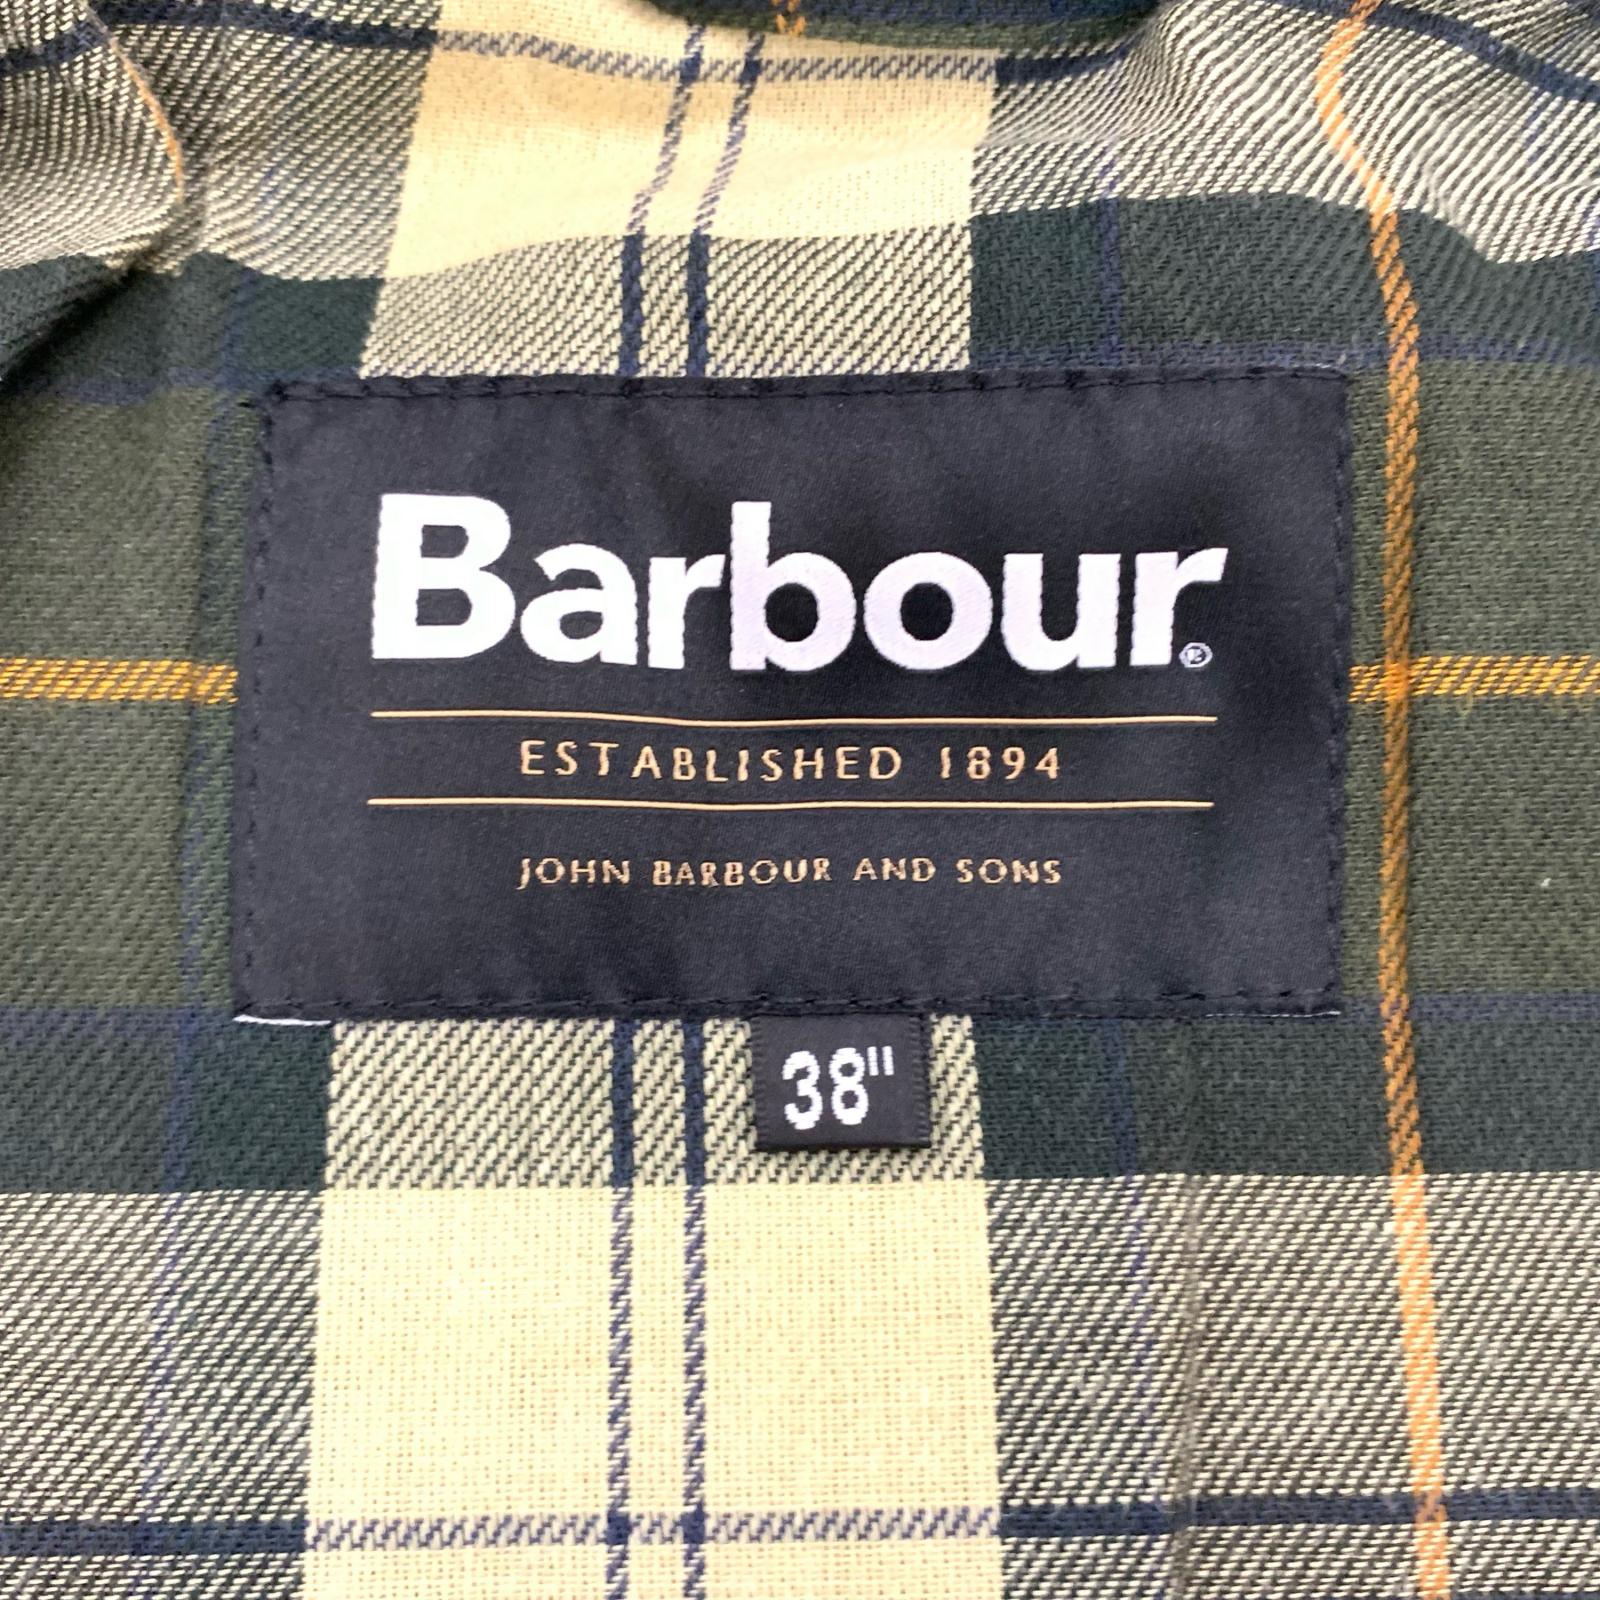 Barbour®
ESTABLISHED 1894
JOHN BARBOUR AND SONS
38"